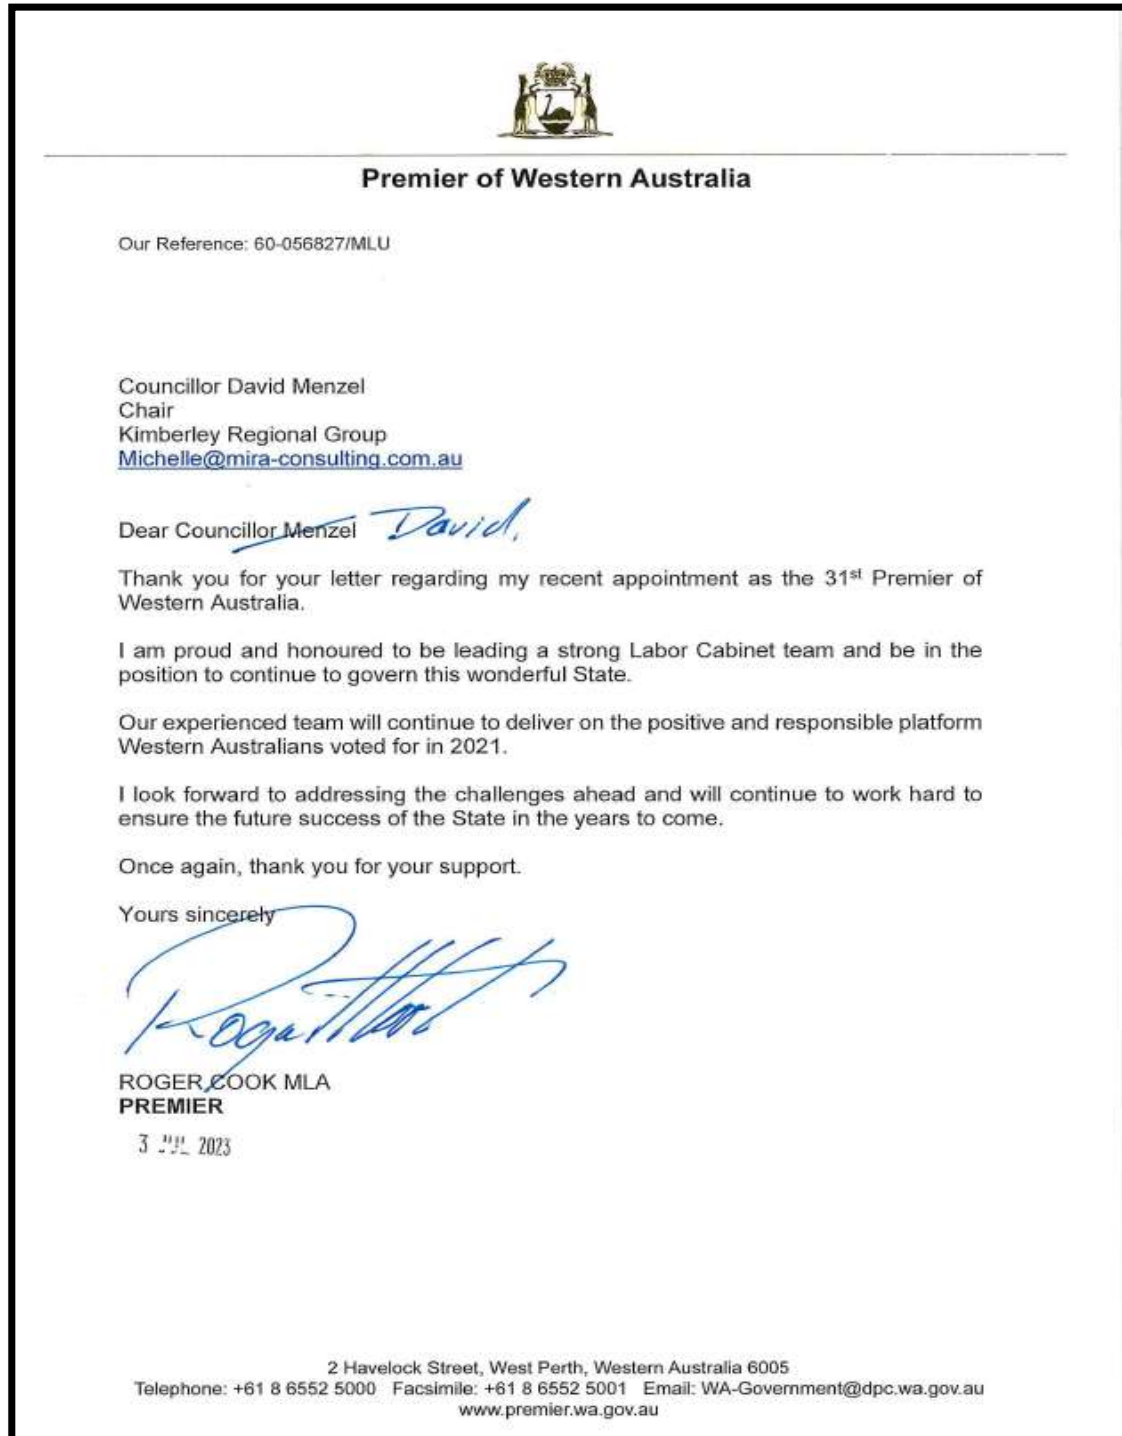 Premier of Western Australia
Our Reference: 60-056827/MLU
Councillor David Menzel
Chair
Kimberley Regional Group
Michelle@mira-consulting.com.au
Dear Councillor Menzel David,
Thank you for your letter regarding my recent appointment as the 31st Premier of
Western Australia.
I am proud and honoured to be leading a strong Labor Cabinet team and be in the
position to continue to govern this wonderful State.
Our experienced team will continue to deliver on the positive and responsible platform
Western Australians voted for in 2021.
I look forward to addressing the challenges ahead and will continue to work hard to
ensure the future success of the State in the years to come.
Once again, thank you for your support.
Yours sincerely
Roger Cook
ROGER COOK MLA
PREMIER
3 JUL 2023
2 Havelock Street, West Perth, Western Australia 6005
Telephone: +61 8 6552 5000 Facsimile: +61 8 6552 5001 Email: WA-Government@dpc.wa.gov.au
www.premier.wa.gov.au